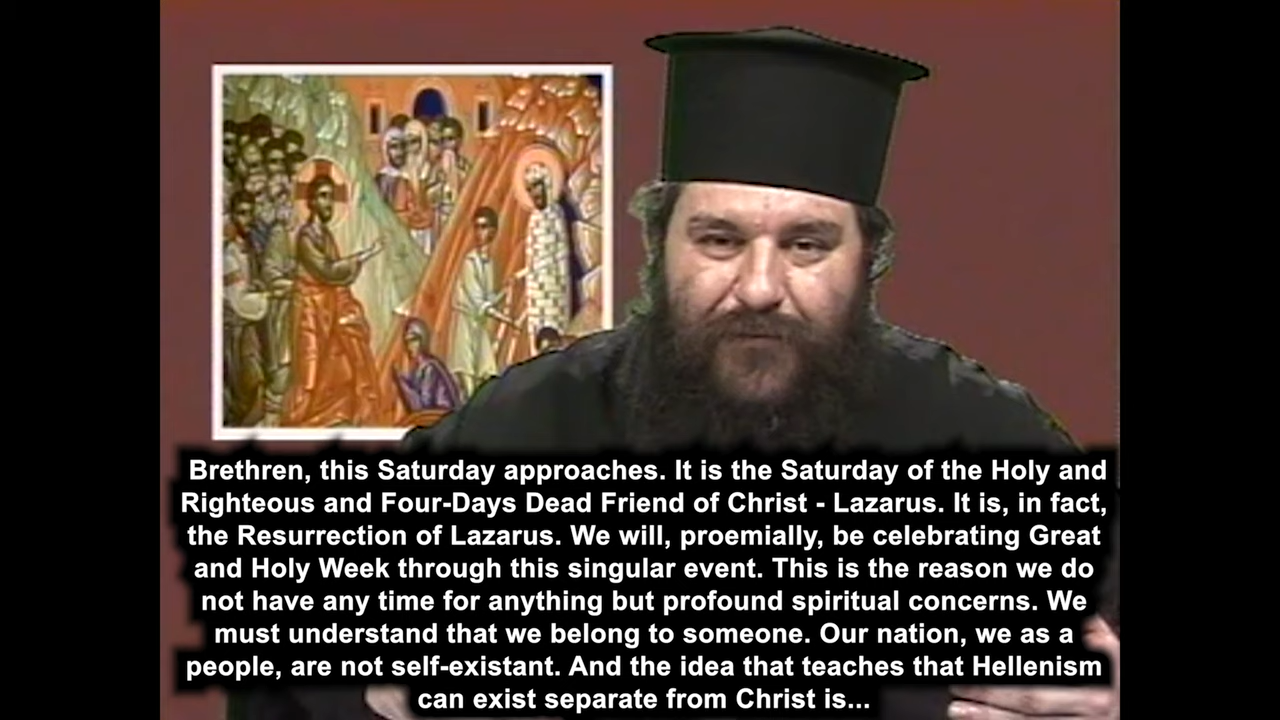 Brethren, this Saturday approaches. It is the Saturday of the Holy and
Righteous and Four-Days Dead Friend of Christ - Lazarus. It is, in fact,
the Resurrection of Lazarus. We will, proemially, be celebrating Great
and Holy Week through this singular event. This is the reason we do
not have any time for anything but profound spiritual concerns. We
must understand that we belong to someone. Our nation, we as a
people, are not self-existant. And the idea that teaches that Hellenism
can exist separate from Christ is...